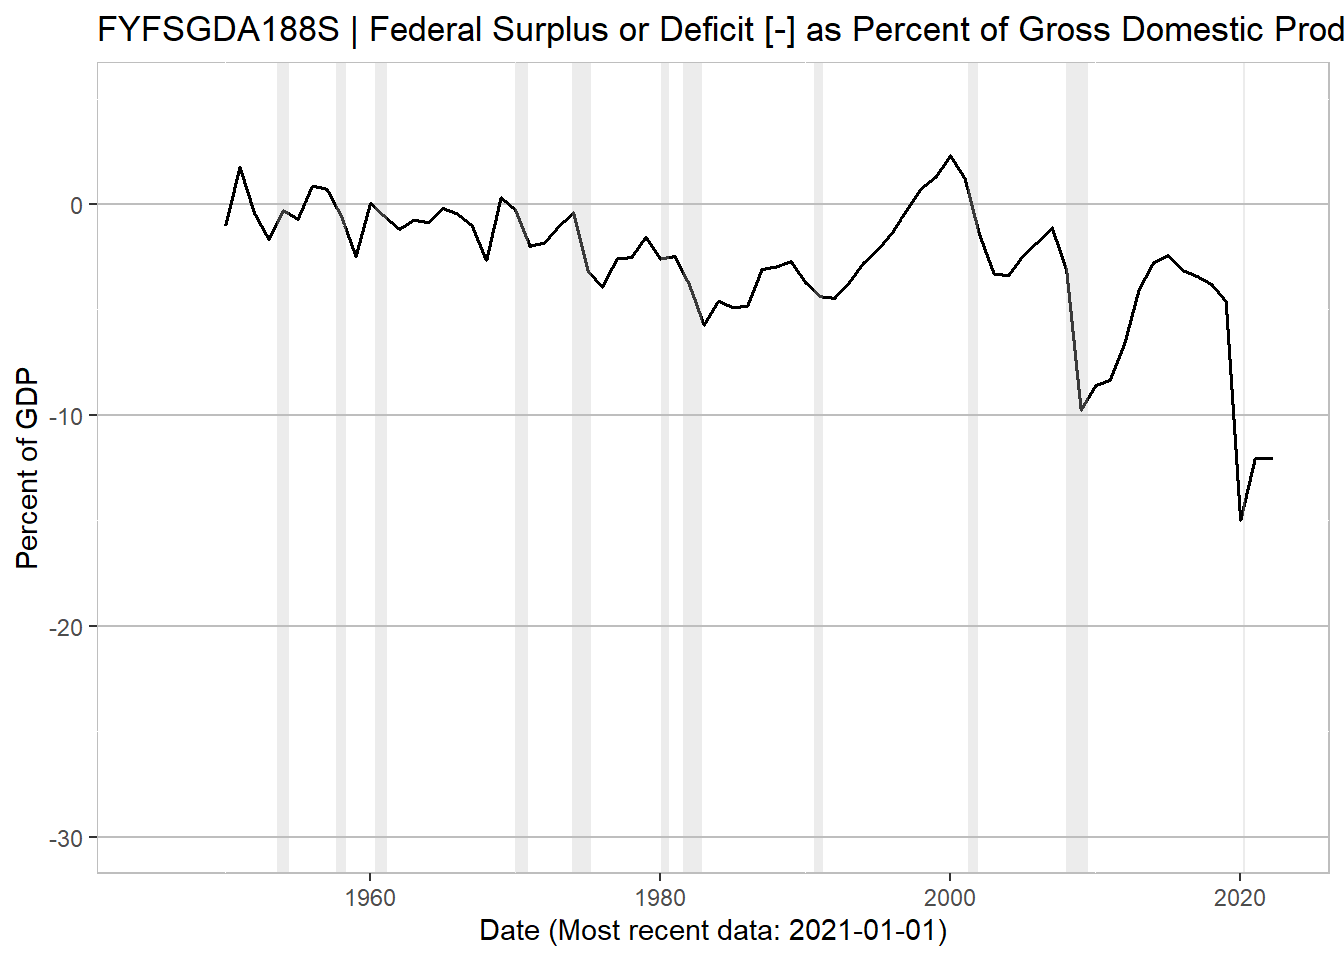 FYFSGDA188S | Federal Surplus or Deficit [-] as Percent of Gross Domestic Prod
Percent of GDP
0
-10
-20
-30
1960 1980 2000 2020
Date (Most recent data: 2021-01-01)